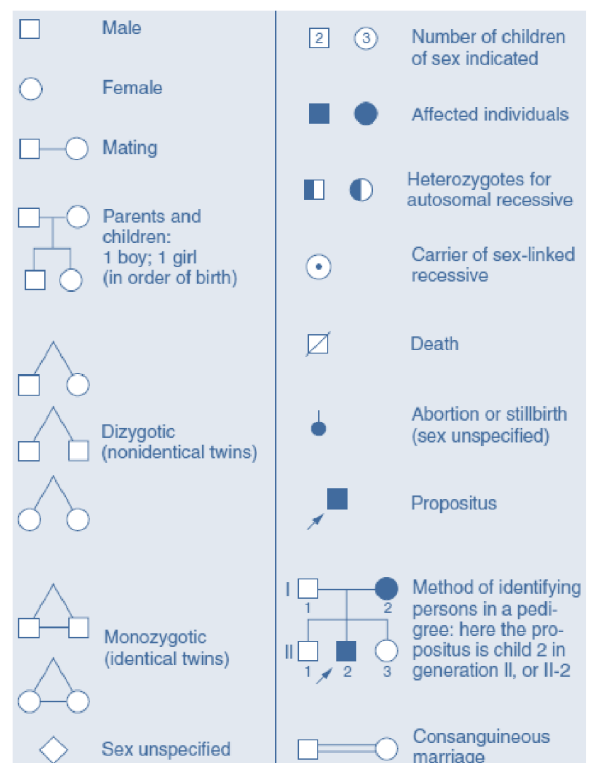 Male
Female
Mating
Parents and
children:
1 boy; 1 girl
(in order of birth)
Dizygotic
(nonidentical twins)
Monozygotic
(identical twins)
Sex unspecified
2 3 Number of children
of sex indicated
Affected individuals
Heterozygotes for
autosomal recessive
Carrier of sex-linked
recessive
Death
Abortion or stillbirth
(sex unspecified)
Propositus
I
1 2
II
1 2 3
Method of identifying
persons in a pedi-
gree: here the pro-
positus is child 2 in
generation II, or II-2
Consanguineous
marriage